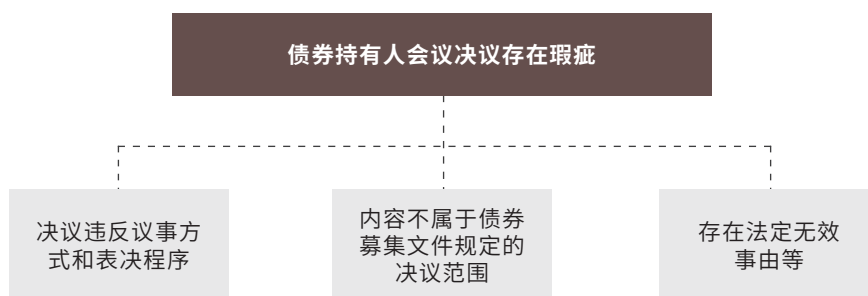 债券持有人会议决议存在瑕疵
决议违反议事方
式和表决程序
内容不属于债券
募集文件规定的
决议范围
存在法定无效
事由等